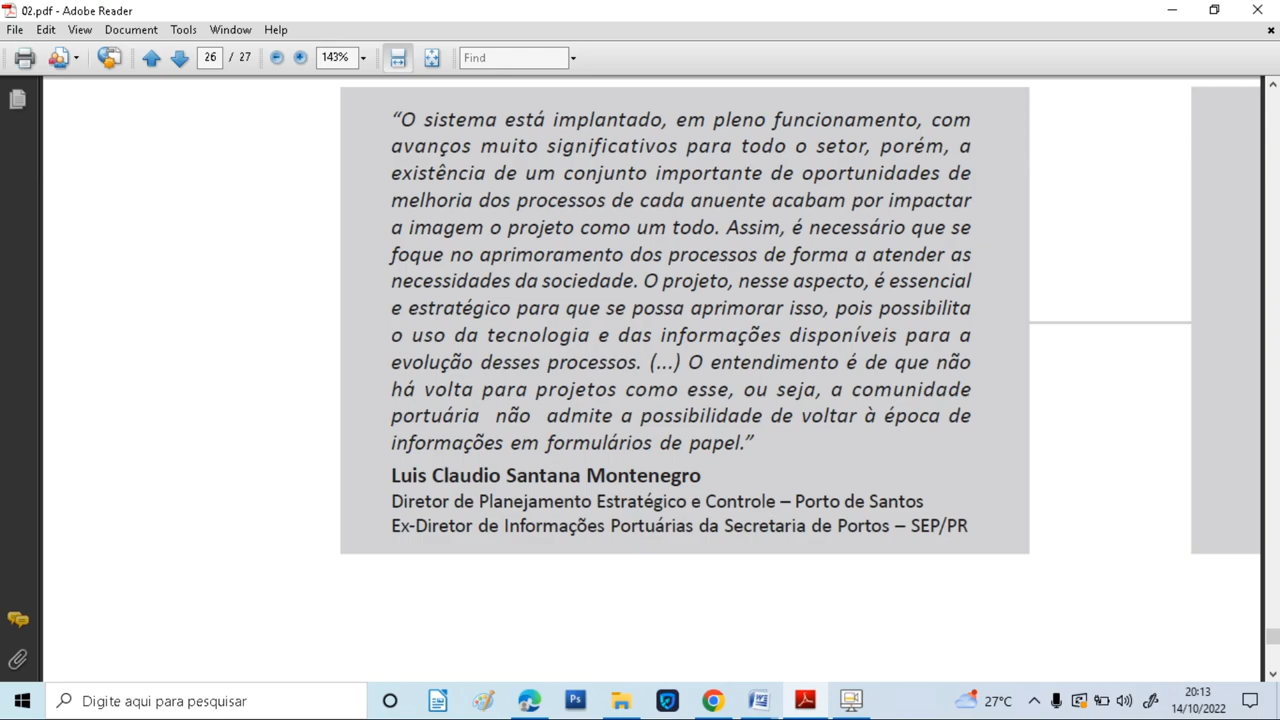 02.pdf - Adobe Reader
File Edit View Document Tools Window Help
26 / 27 143% Find
“O sistema está implantado, em pleno funcionamento, com
avanços muito significativos para todo o setor, porém, a
existência de um conjunto importante de oportunidades de
melhoria dos processos de cada anuente acabam por impactar
a imagem o projeto como um todo. Assim, é necessário que se
foque no aprimoramento dos processos de forma a atender as
necessidades da sociedade. O projeto, nesse aspecto, é essencial
e estratégico para que se possa aprimorar isso, pois possibilita
o uso da tecnologia e das informações disponíveis para a
evolução desses processos. (...) O entendimento é de que não
há volta para projetos como esse, ou seja, a comunidade
portuária não admite a possibilidade de voltar à época de
informações em formulários de papel.”
Luis Claudio Santana Montenegro
Diretor de Planejamento Estratégico e Controle – Porto de Santos
Ex-Diretor de Informações Portuárias da Secretaria de Portos – SEP/PR
Digite aqui para pesquisar
Ps
27°C
20:13
14/10/2022